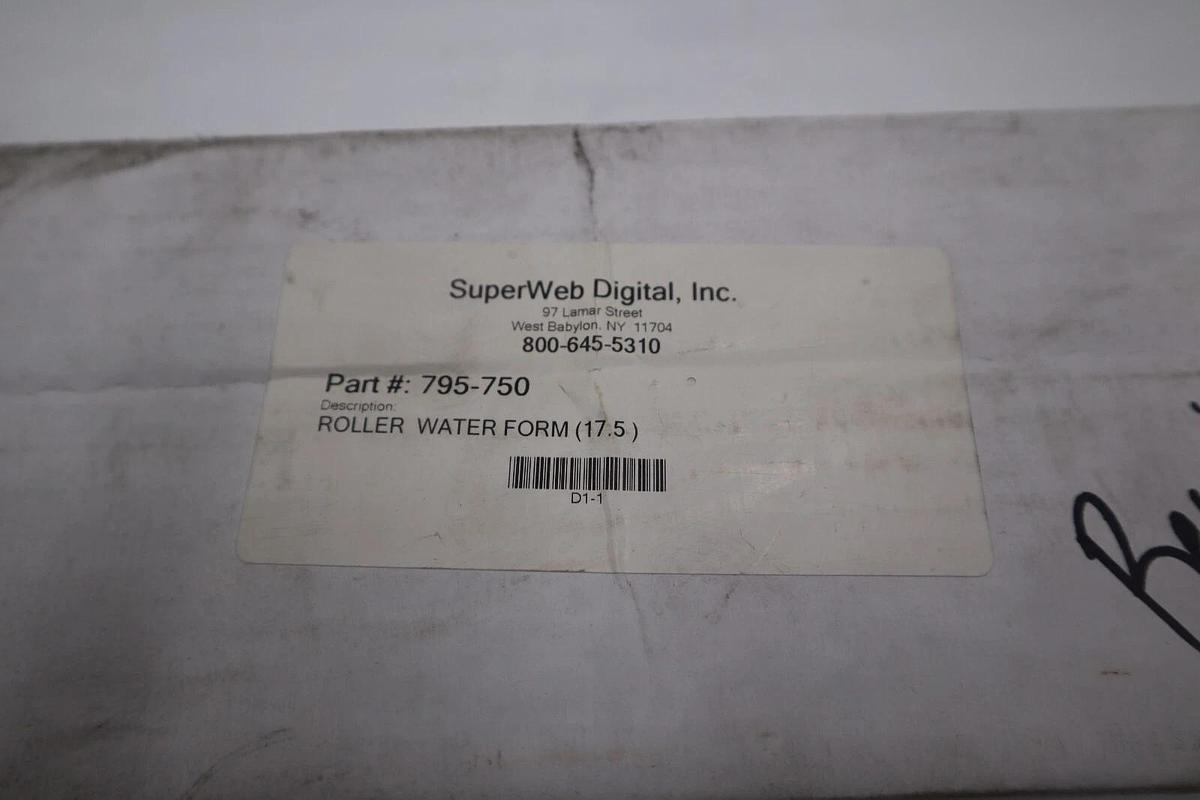 SuperWeb Digital, Inc.
97 Lamar Street
West Babylon, NY 11704
800-645-5310
Part #: 795-750
Description:
ROLLER WATER FORM (17.5 )
D1-1